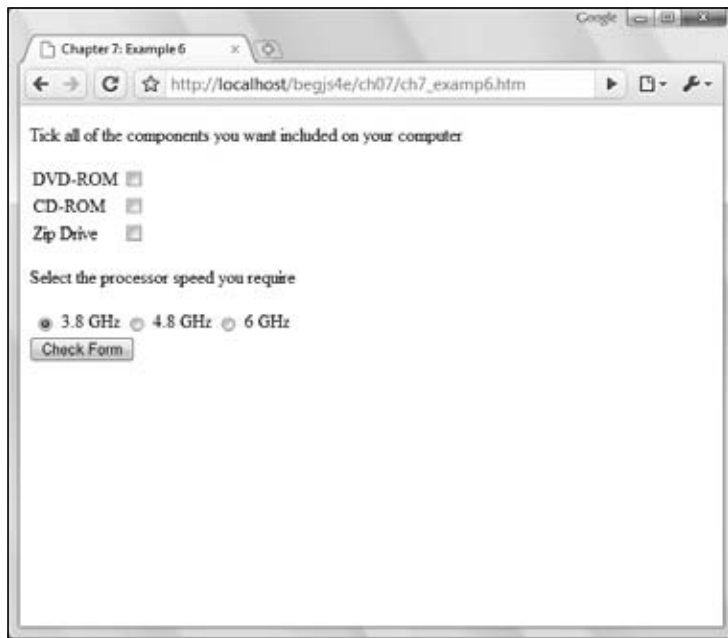 Google
Chapter 7: Example 6
http://localhost/begjs4e/ch07/ch7_examp6.htm
Tick all of the components you want included on your computer
DVD-ROM
CD-ROM
Zip Drive
Select the processor speed you require
3.8 GHz 4.8 GHz 6 GHz
Check Form